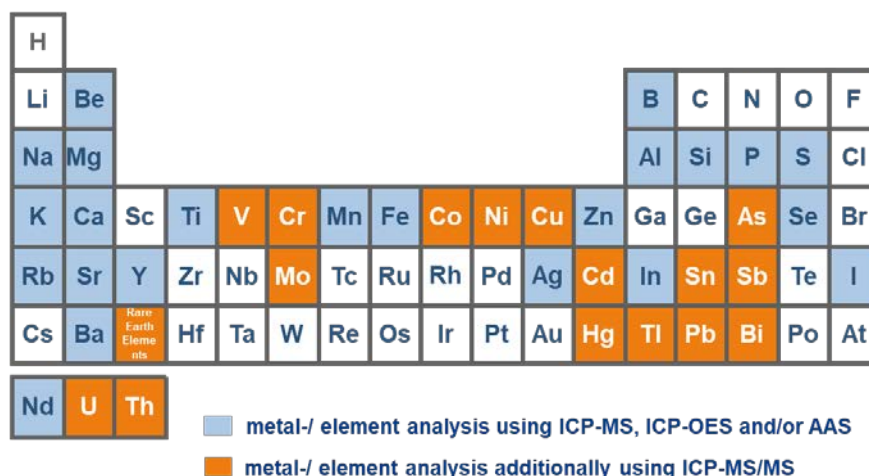 H
Li Be B C N O F
Na Mg Al Si P S Cl
K Ca Sc Ti V Cr Mn Fe Co Ni Cu Zn Ga Ge As Se Br
Rb Sr Y Zr Nb Mo Tc Ru Rh Pd Ag Cd In Sn Sb Te I
Cs Ba Rare Earth Eleme nts Hf Ta W Re Os Ir Pt Au Hg Tl Pb Bi Po At
Nd U Th
metal-/ element analysis using ICP-MS, ICP-OES and/or AAS
metal-/ element analysis additionally using ICP-MS/MS